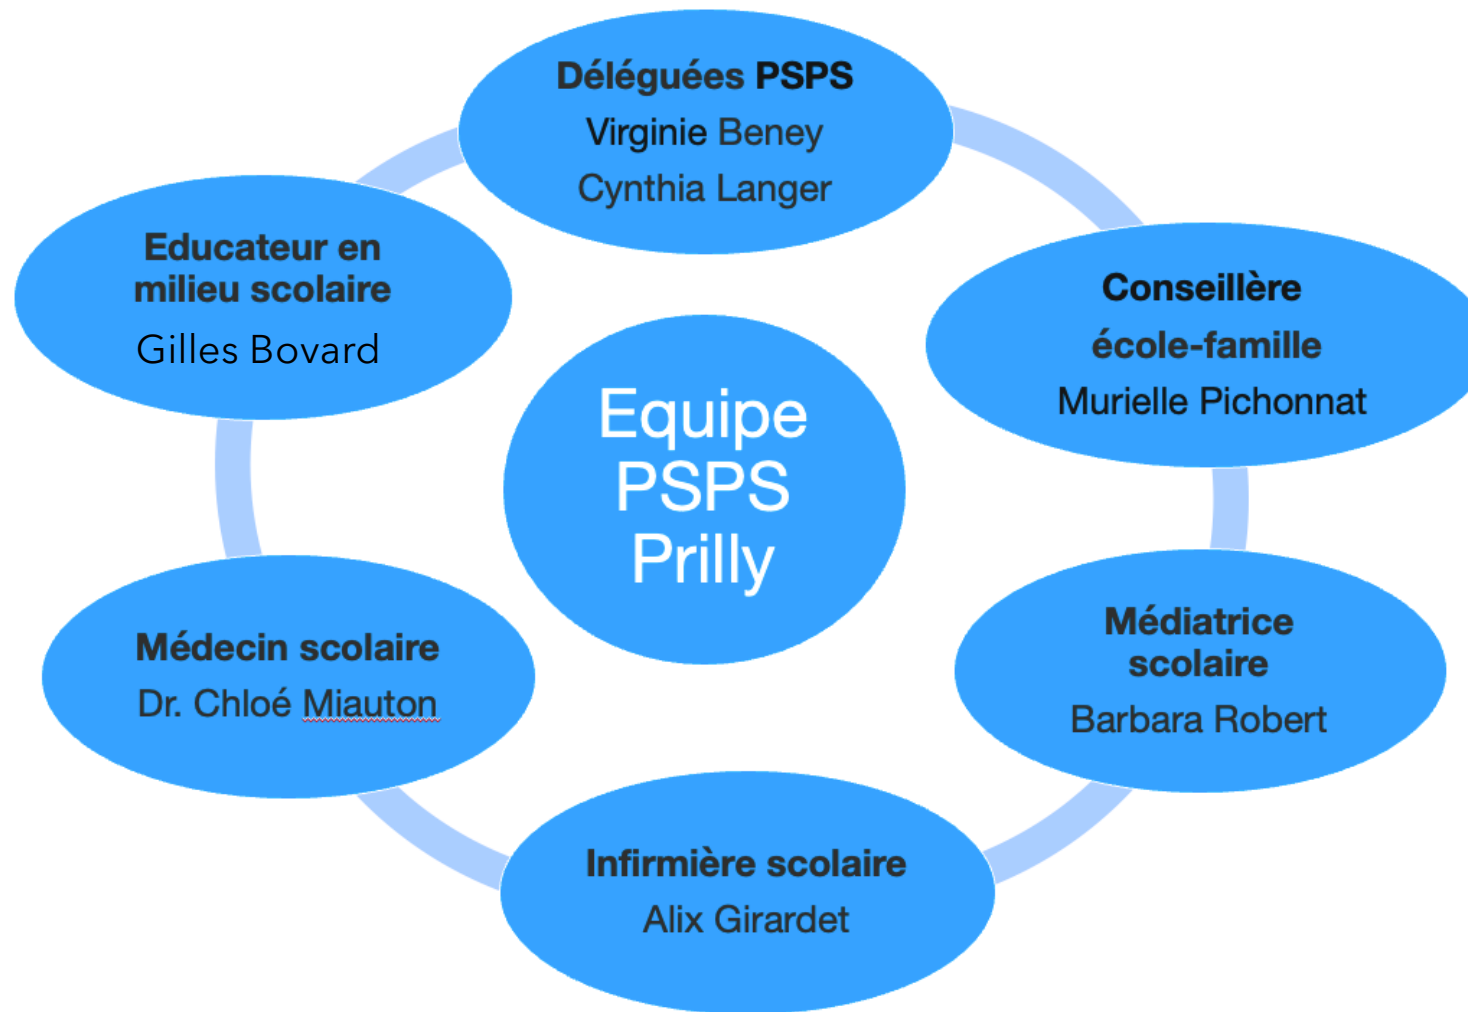 Déléguées PSPS
Virginie Beney
Cynthia Langer
Conseillère
école-famille
Murielle Pichonnat
Médiatrice
scolaire
Barbara Robert
Infirmière scolaire
Alix Girardet
Médecin scolaire
Dr. Chloé Miauton
Educateur en
milieu scolaire
Gilles Bovard
Equipe
PSPS
Prilly